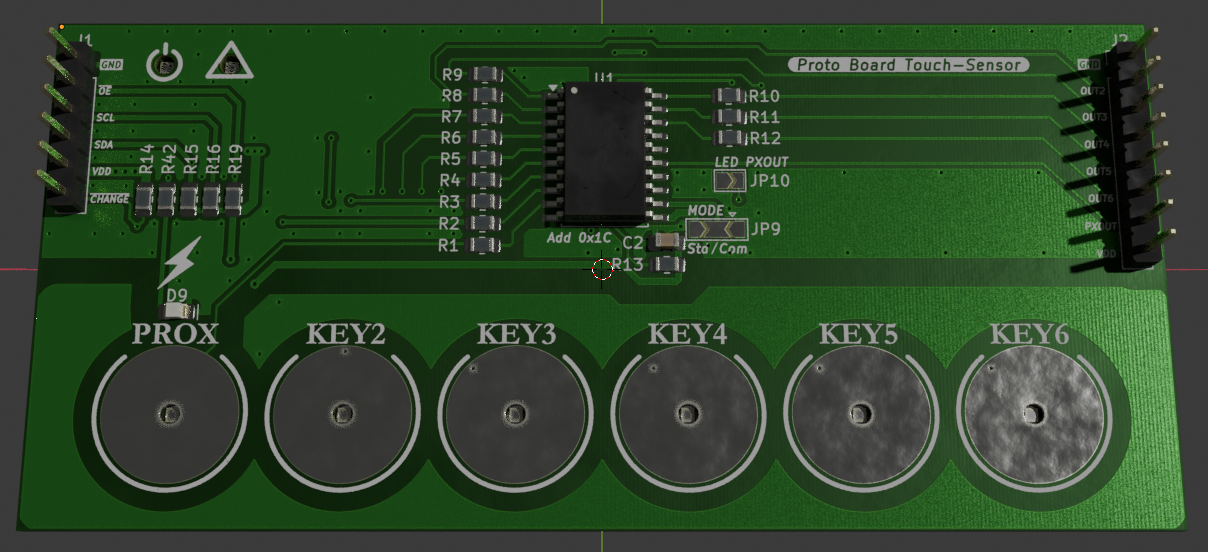 J1
GND
OE
SCL
SDA
VDD
CHANGE
R14
R42
R15
R16
R19
R9
R8
R7
R6
R5
R4
R3
R2
R1
U1
Add 0x1C
R10
R11
R12
LED PXOUT
JP10
MODE
JP9
Sta/Com
C2
R13
Proto Board Touch-Sensor
J2
GND
OUT2
OUT3
OUT4
OUT5
OUT6
PXOUT
VDD
D9
PROX KEY2 KEY3 KEY4 KEY5 KEY6